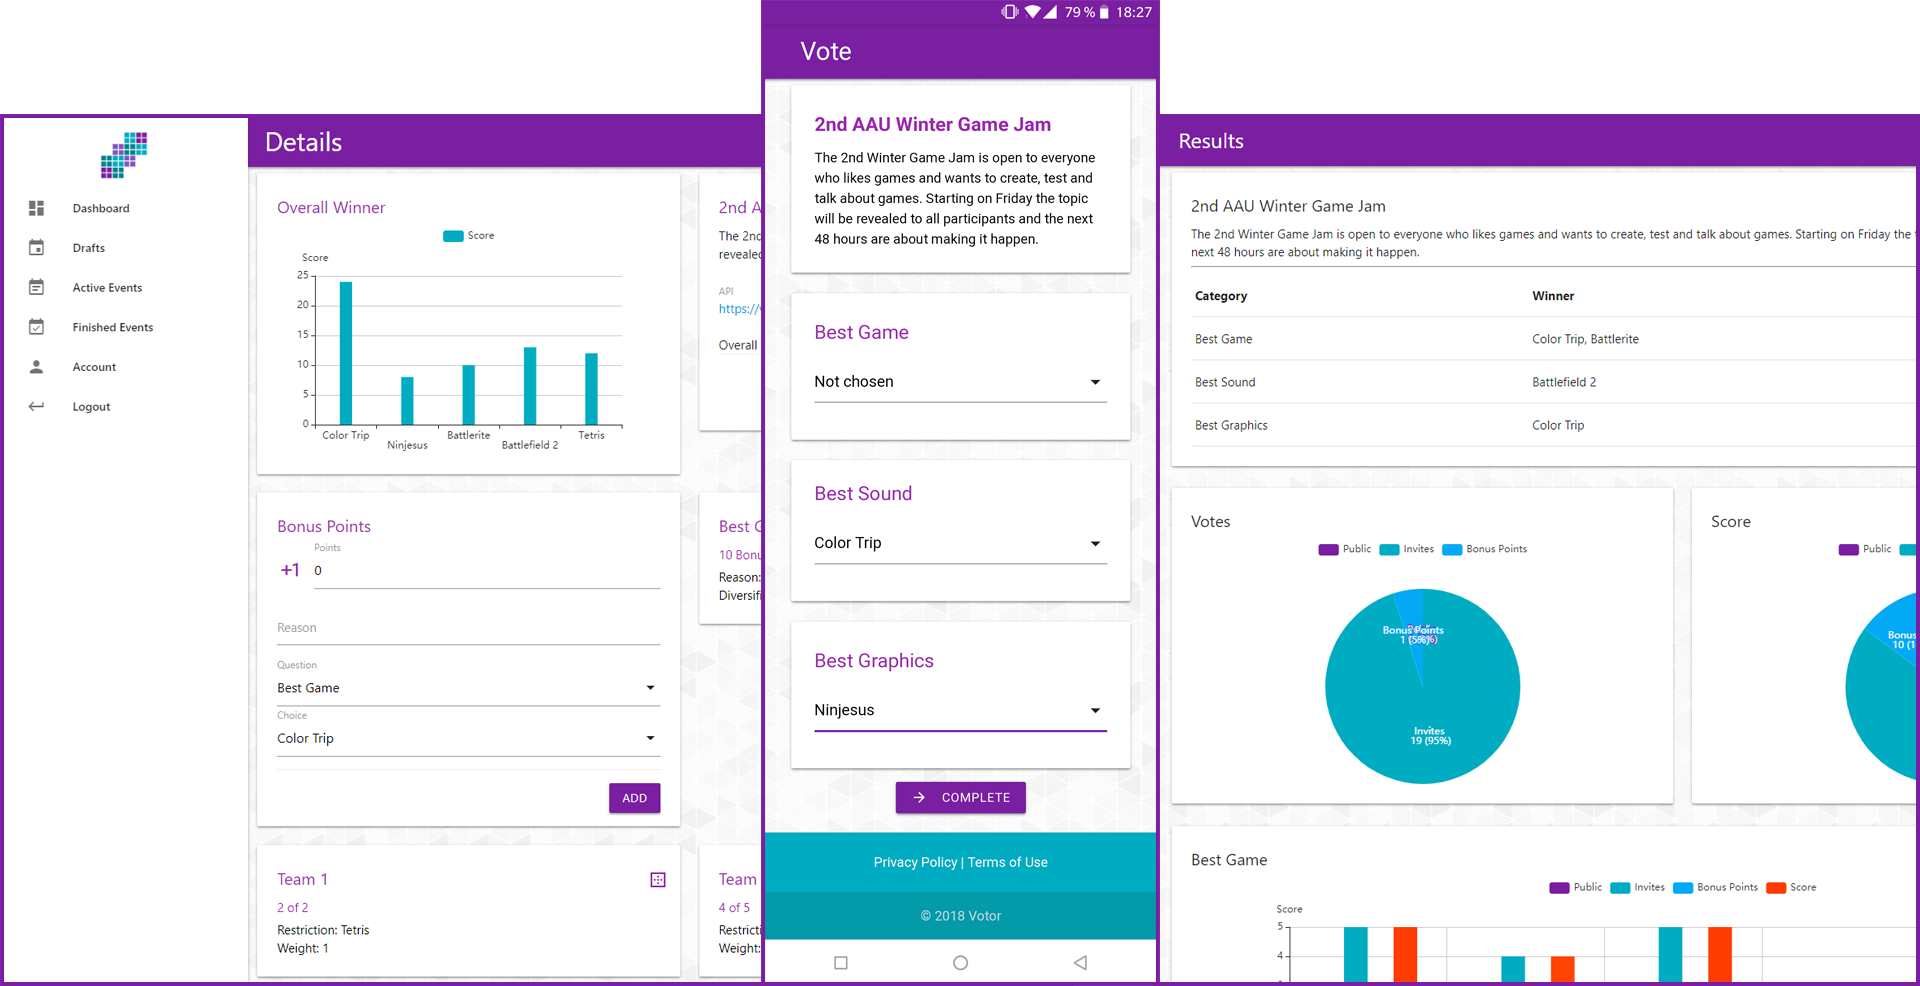 Dashboard
Drafts
Active Events
Finished Events
Account
Logout
Details
Overall Winner
Score
Score
25
20
15
10
5
0
Color Trip
Ninjesus
Battlerite
Battlefield 2
Tetris
Bonus Points
Points
+1 0
Reason
Question
Best Game
Choice
Color Trip
ADD
Team 1
2 of 2
Restriction: Tetris
Weight: 1
2nd A
The 2nd
revealed
API
https://
Overall
Best
10 Bonu
Reason:
Diversifi
Team
4 of 5
Restricti
Weight:
79 % 18:27
Vote
2nd AAU Winter Game Jam
The 2nd Winter Game Jam is open to everyone
who likes games and wants to create, test and
talk about games. Starting on Friday the topic
will be revealed to all participants and the next
48 hours are about making it happen.
Best Game
Not chosen
Best Sound
Color Trip
Best Graphics
Ninjesus
COMPLETE
Privacy Policy | Terms of Use
© 2018 Votor
Results
2nd AAU Winter Game Jam
The 2nd Winter Game Jam is open to everyone who likes games and wants to create, test and talk about games. Starting on Friday the
next 48 hours are about making it happen.
Category Winner
Best Game Color Trip, Battlerite
Best Sound Battlefield 2
Best Graphics Color Trip
Votes
Public Invites Bonus Points
Bonus Points
1 (5%)
Invites
19 (95%)
Score
Public
Bonus
10 (1
Best Game
Public Invites Bonus Points Score
Score
5
4